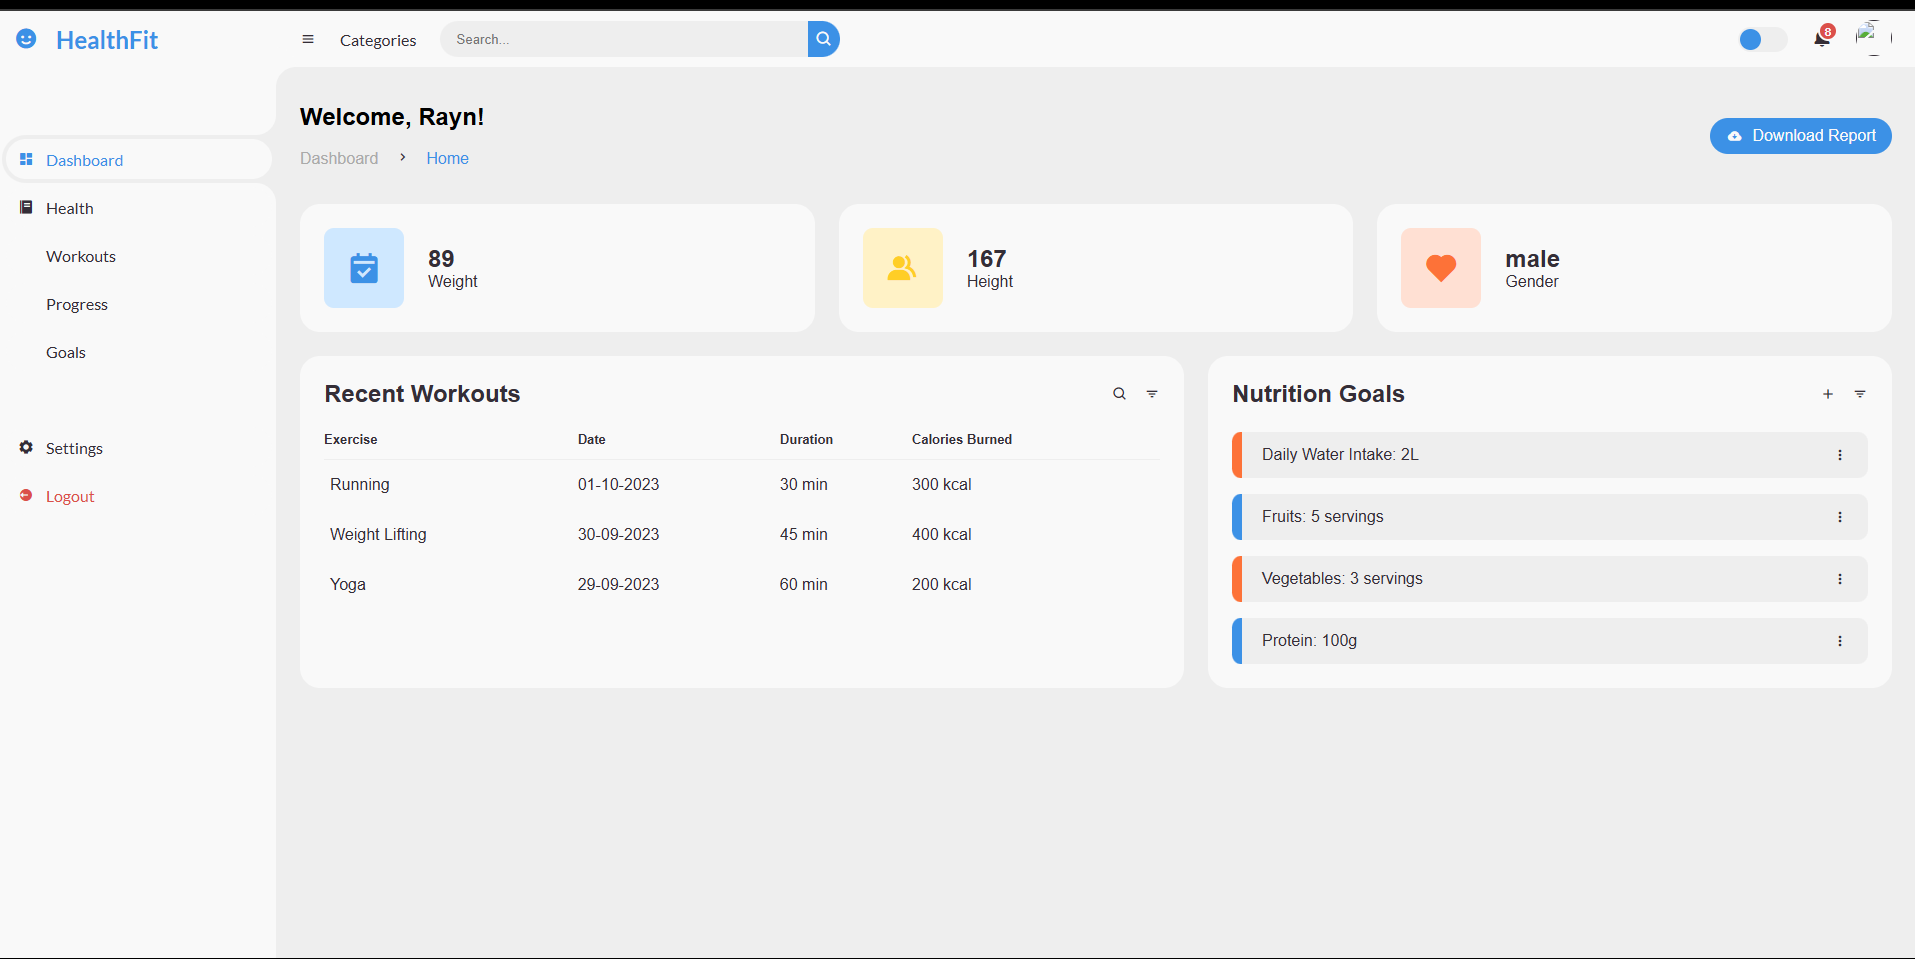 HealthFit
Categories
Search...
8
Welcome, Rayn!
Dashboard
Home
Download Report
Dashboard
Health
Workouts
Progress
Goals
Settings
Logout
89
Weight
167
Height
male
Gender
Recent Workouts
Exercise Date Duration Calories Burned
Running 01-10-2023 30 min 300 kcal
Weight Lifting 30-09-2023 45 min 400 kcal
Yoga 29-09-2023 60 min 200 kcal
Nutrition Goals
Daily Water Intake: 2L
Fruits: 5 servings
Vegetables: 3 servings
Protein: 100g